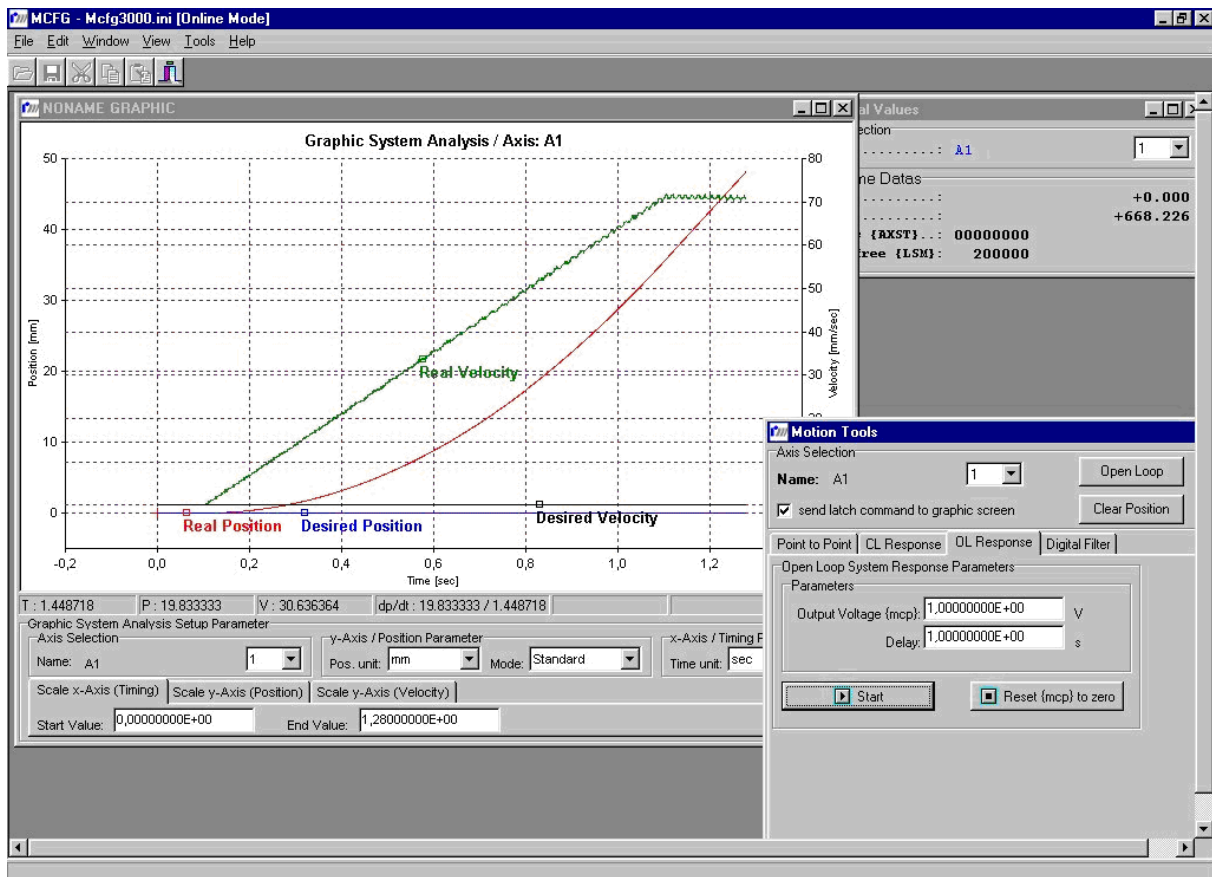 MCFG - Mcfg3000.ini [Online Mode]
File Edit Window View Tools Help
NONAME GRAPHIC
Graphic System Analysis / Axis: A1
50
40
30
20
10
0
Position [mm]
80
70
60
50
40
30
20
Velocity [mm/sec]
Real Velocity
Real Position
Desired Position
Desired Velocity
-0,2 0,0 0,2 0,4 0,6 0,8 1,0 1,2
Time [sec]
T : 1.448718 P : 19.833333 V : 30.636364 dp/dt : 19.833333 / 1.448718
Graphic System Analysis Setup Parameter
Axis Selection
Name: A1 1
y-Axis / Position Parameter
Pos. unit: mm Mode: Standard
x-Axis / Timing
Time unit: sec
Scale x-Axis (Timing) Scale y-Axis (Position) Scale y-Axis (Velocity)
Start Value: 0,00000000E+00 End Value: 1,28000000E+00
al Values
ection
.........: A1 1
me Datas
.........: +0.000
.........: +668.226
{AXST}..: 00000000
free {LSM}: 200000
Motion Tools
Axis Selection
Name: A1 1 Open Loop
send latch command to graphic screen Clear Position
Point to Point CL Response OL Response Digital Filter
Open Loop System Response Parameters
Parameters
Output Voltage {mcp}: 1,00000000E+00 V
Delay: 1,00000000E+00 s
Start Reset {mcp} to zero